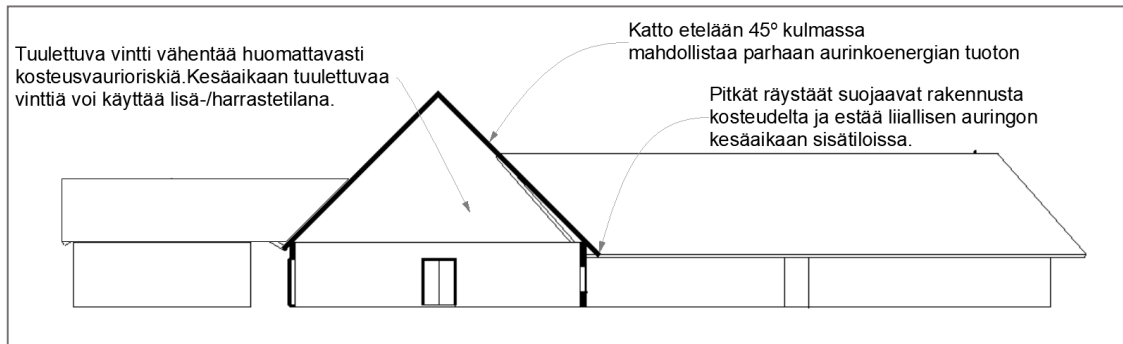 Tuulettuva vintti vähentää huomattavasti
kosteusvaurioriskiä.Kesäaikaan tuulettuvaa
vinttiä voi käyttää lisä-/harrastetilana.
Katto etelään 45º kulmassa
mahdollistaa parhaan aurinkoenergian tuoton
Pitkät räystäät suojaavat rakennusta
kosteudelta ja estää liiallisen auringon
kesäaikaan sisätiloissa.